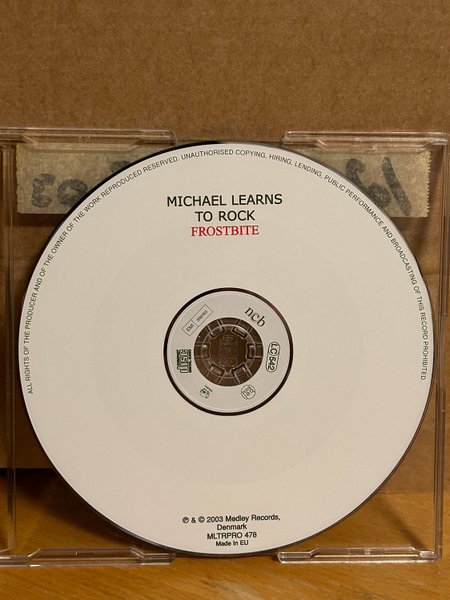 ALL RIGHTS OF THE PRODUCER AND OF THE OWNER OF THE WORK REPRODUCED RESERVED. UNAUTHORISED COPYING, HIRING, LENDING, PUBLIC PERFORMANCE AND BROADCASTING OF THIS RECORD PROHIBITED
MICHAEL LEARNS
TO ROCK
FROSTBITE
EMI stereo
ncb
LC 542
℗ & © 2003 Medley Records,
Denmark
MLTRPRO 478
Made In EU